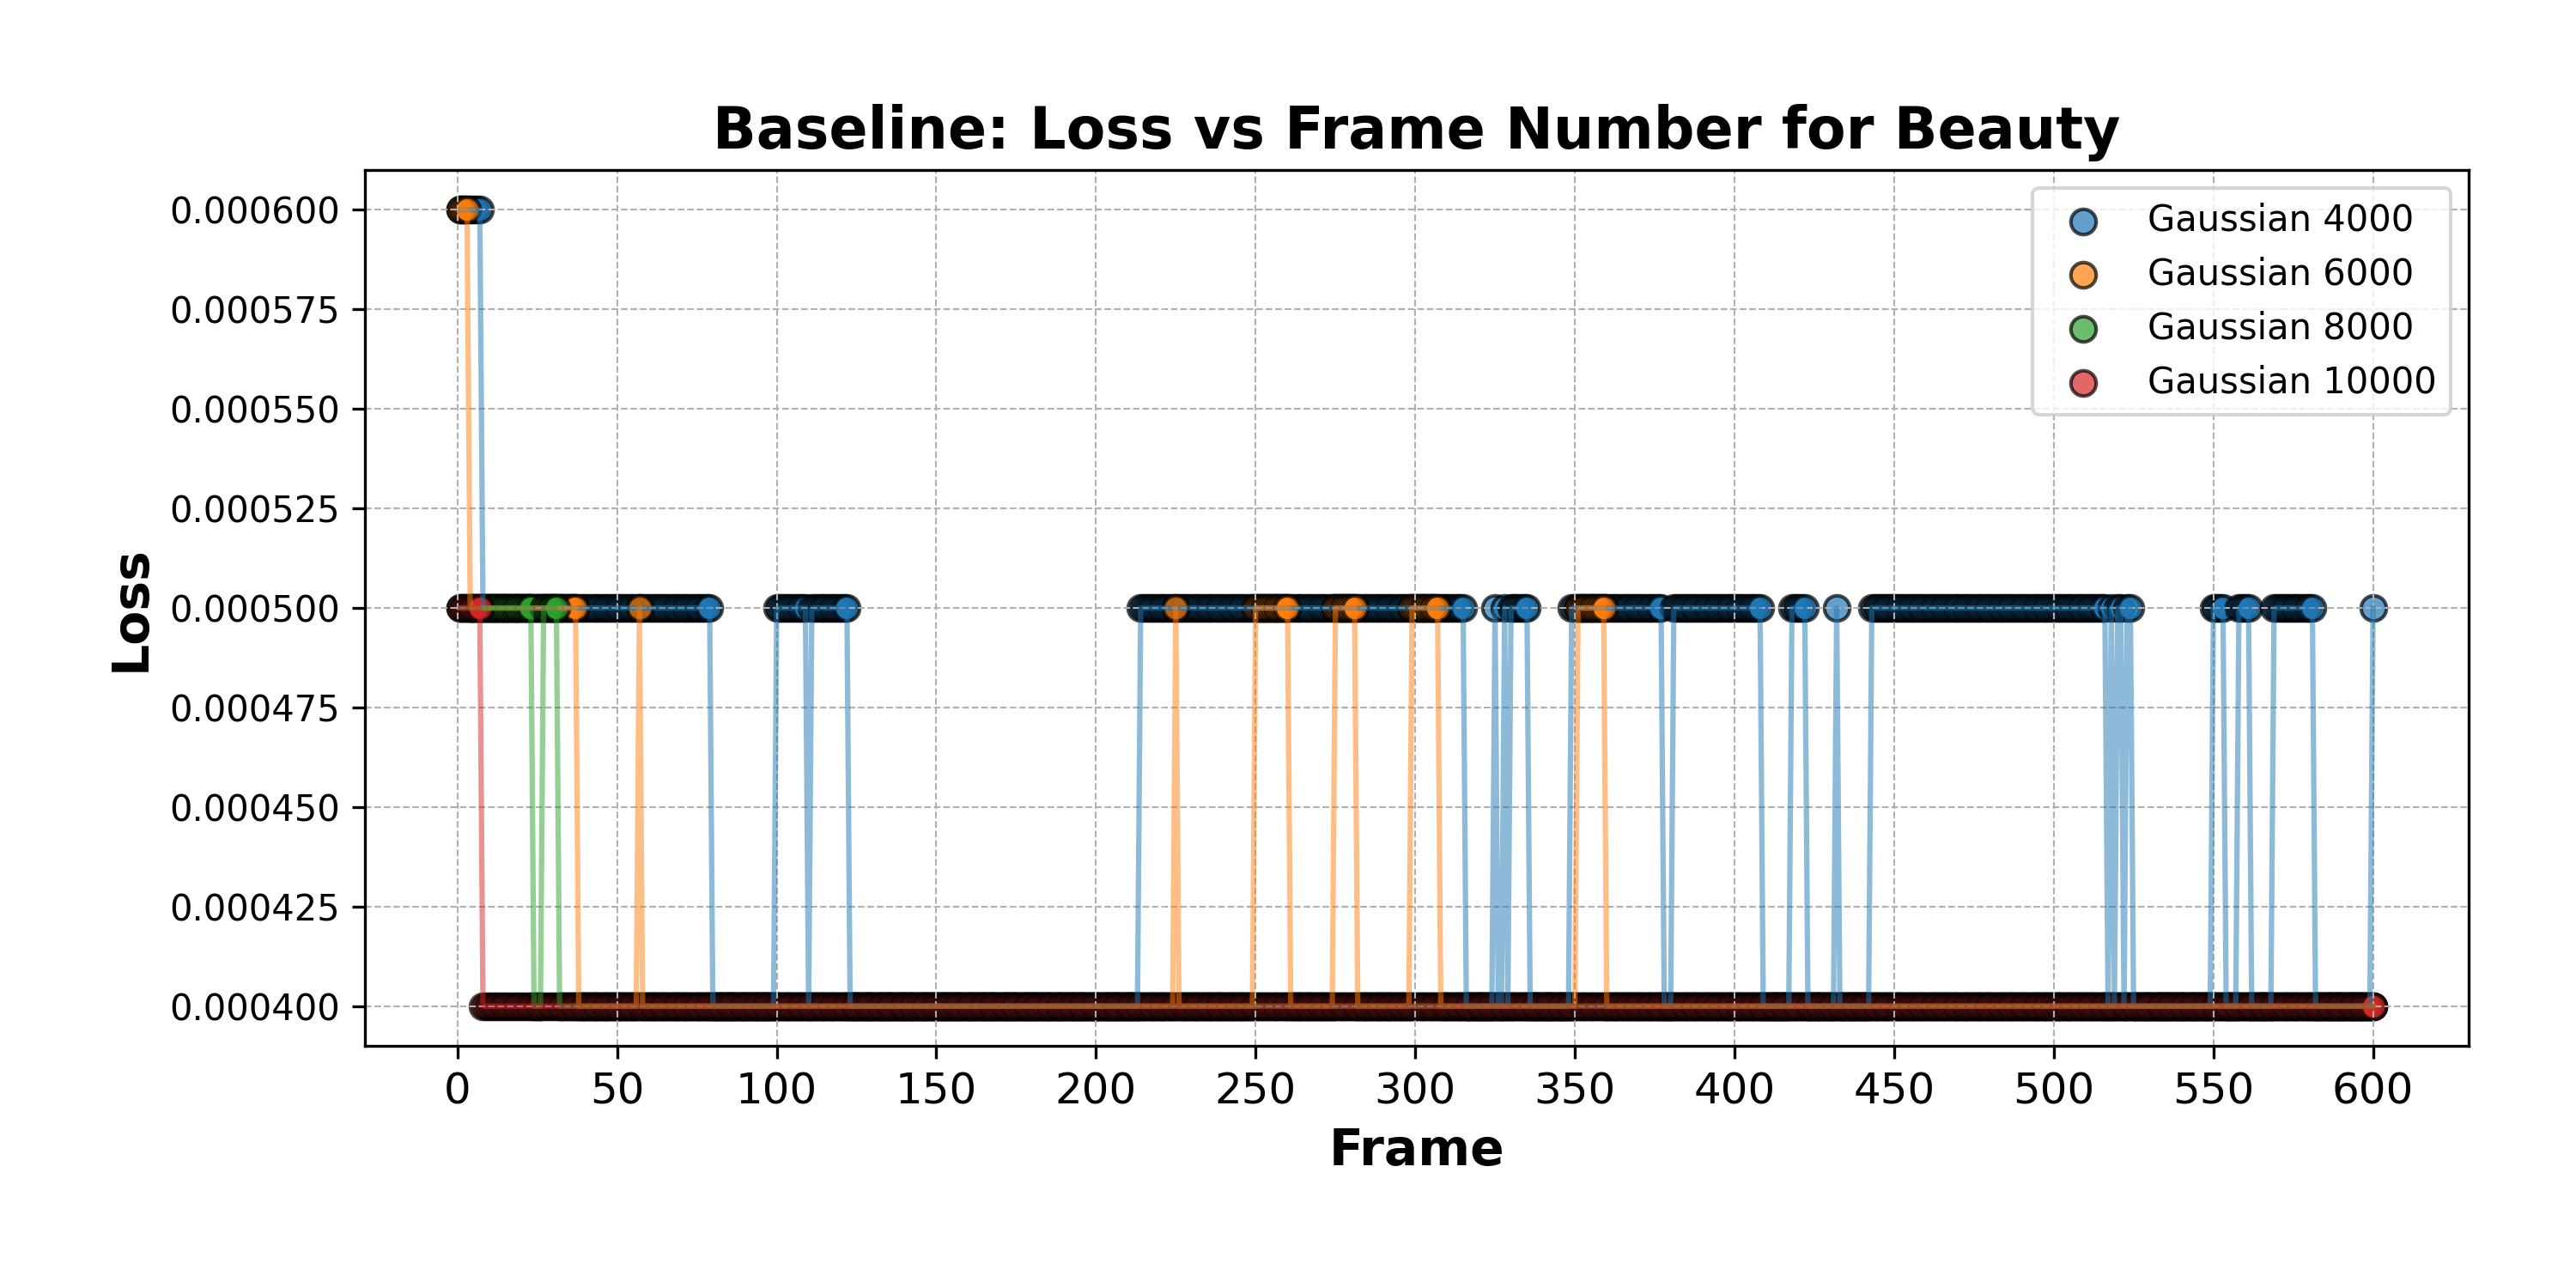 Baseline: Loss vs Frame Number for Beauty
Loss
0.000600
0.000575
0.000550
0.000525
0.000500
0.000475
0.000450
0.000425
0.000400
Gaussian 4000
Gaussian 6000
Gaussian 8000
Gaussian 10000
0 50 100 150 200 250 300 350 400 450 500 550 600
Frame